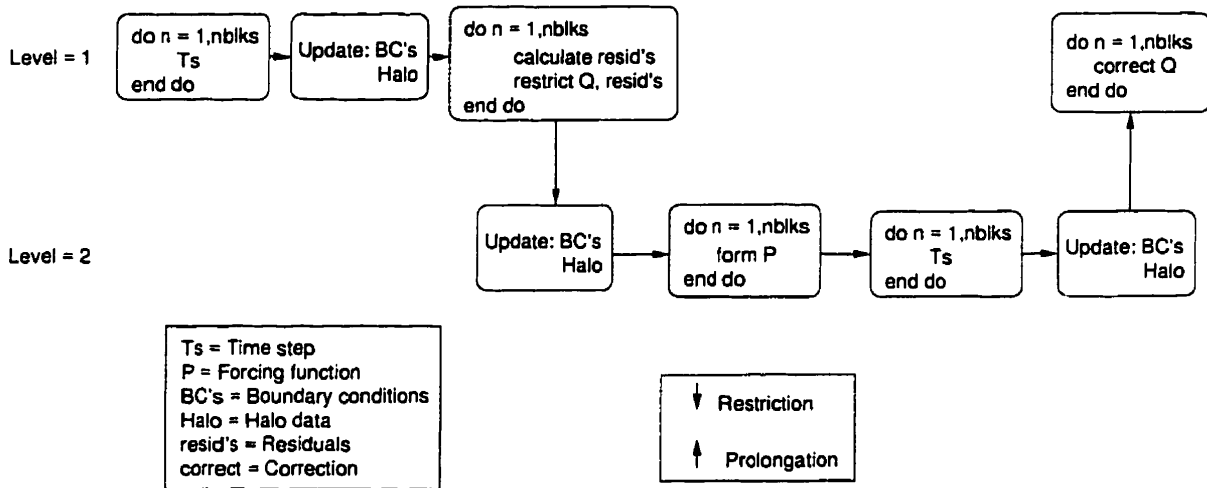 Level = 1
do n = 1,nblks
Ts
end do
Update: BC's
Halo
do n = 1,nblks
calculate resid's
restrict Q, resid's
end do
do n = 1,nblks
correct Q
end do
Level = 2
Update: BC's
Halo
do n = 1,nblks
form P
end do
do n = 1,nblks
Ts
end do
Update: BC's
Halo
Ts = Time step
P = Forcing function
BC's = Boundary conditions
Halo = Halo data
resid's = Residuals
correct = Correction
Restriction
Prolongation